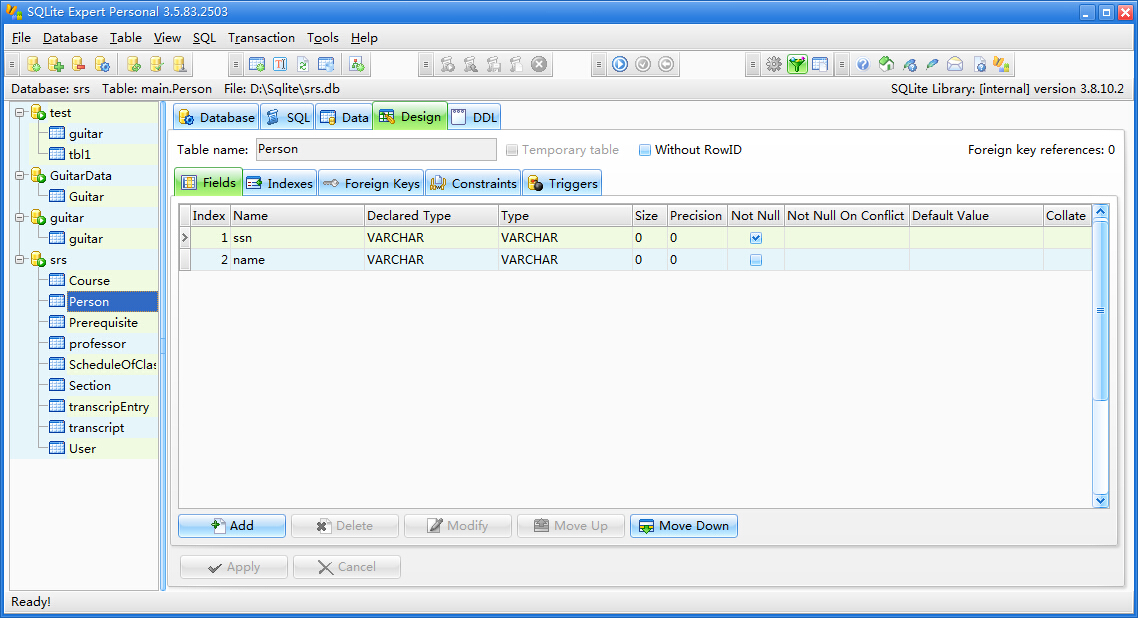 SQLite Expert Personal 3.5.83.2503
File Database Table View SQL Transaction Tools Help
Database: srs Table: main.Person File: D:\Sqlite\srs.db SQLite Library: [internal] version 3.8.10.2
test
guitar
tbl1
GuitarData
Guitar
guitar
guitar
srs
Course
Person
Prerequisite
professor
ScheduleOfClas
Section
transcripEntry
transcript
User
Database SQL Data Design DDL
Table name: Person Temporary table Without RowID Foreign key references: 0
Fields Indexes Foreign Keys Constraints Triggers
Index Name Declared Type Type Size Precision Not Null Not Null On Conflict Default Value Collate
1 ssn VARCHAR VARCHAR 0 0
2 name VARCHAR VARCHAR 0 0
Add Delete Modify Move Up Move Down
Apply Cancel
Ready!